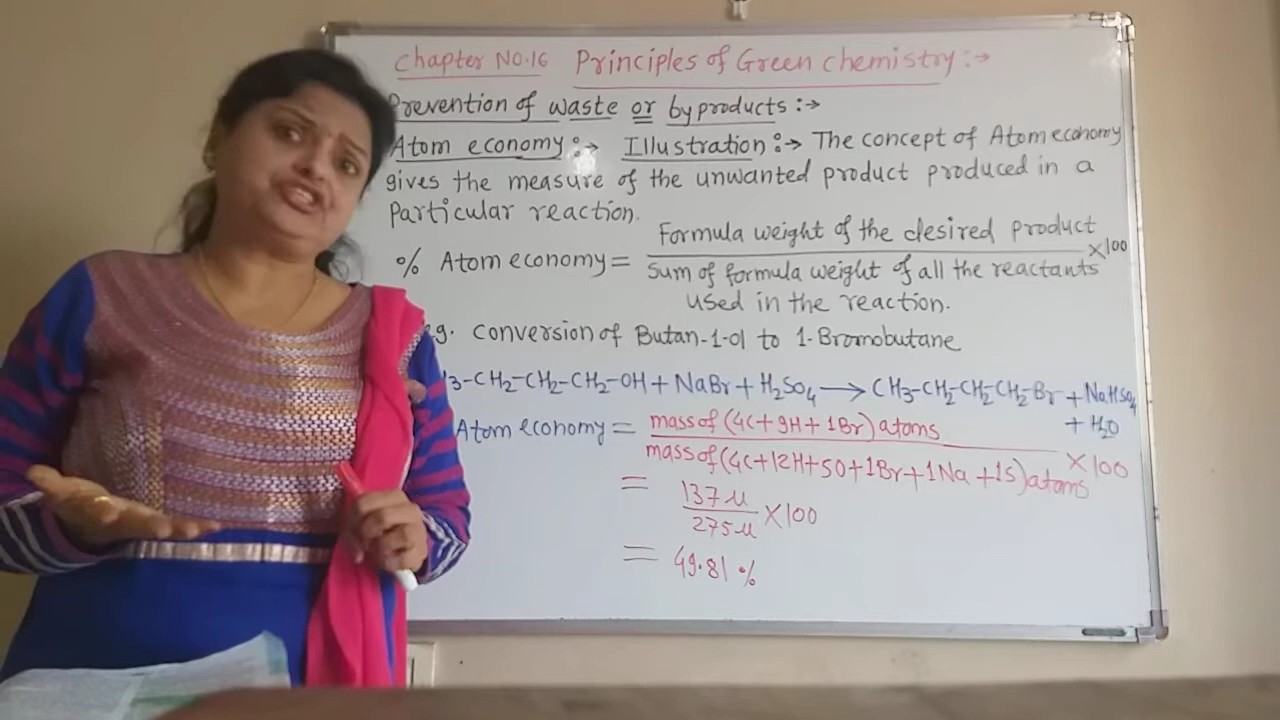 Chapter No.16 Principles of Green chemistry :→
Prevention of waste or byproducts :→
Atom economy :→ Illustration :→ The concept of Atom economy
gives the measure of the unwanted product produced in a
Particular reaction.
% Atom economy = Formula weight of the desired product ×100
Sum of formula weight of all the reactants
used in the reaction.
eg. Conversion of Butan-1-ol to 1-Bromobutane
3-CH2-CH2-CH2-OH + NaBr + H2SO4 → CH3-CH2-CH2-CH2-Br + NaHSO4
+ H2O
Atom economy = mass of (4C+9H+1Br) atoms ×100
mass of (4C+12H+5O+1Br+1Na+1S) atoms
= 137u ×100
275u
= 49.81 %